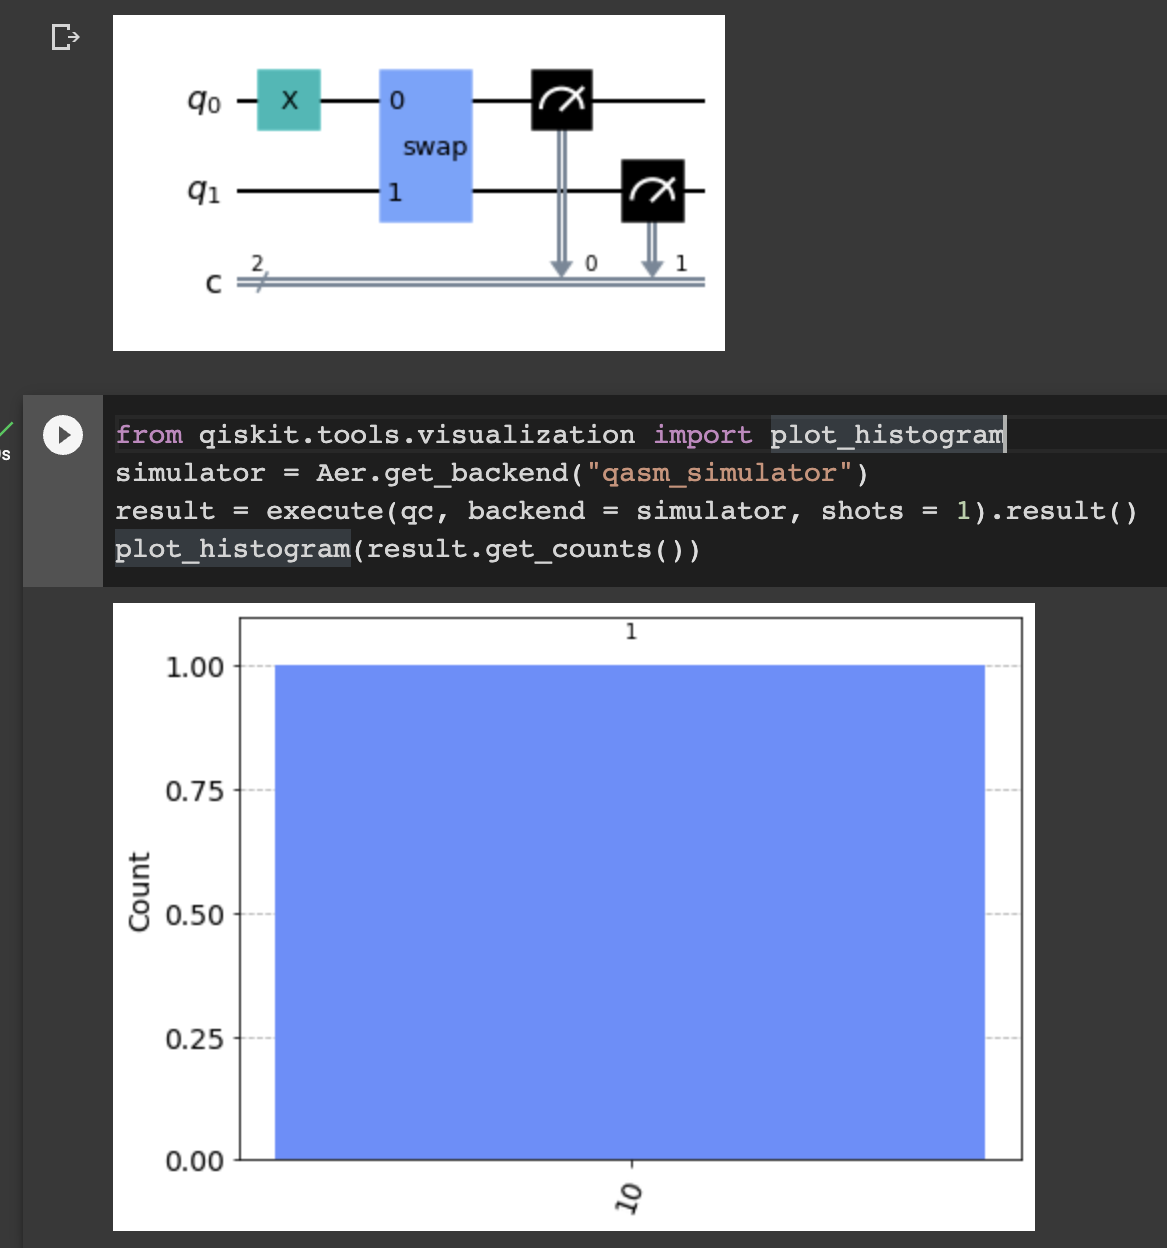 q0 X 0
swap
q1 1
2 0 1
c
from qiskit.tools.visualization import plot_histogram
simulator = Aer.get_backend("qasm_simulator")
s
result = execute(qc, backend = simulator, shots = 1).result()
plot_histogram(result.get_counts())
1
1.00
0.75
Count
0.50
0.25
0.00
10